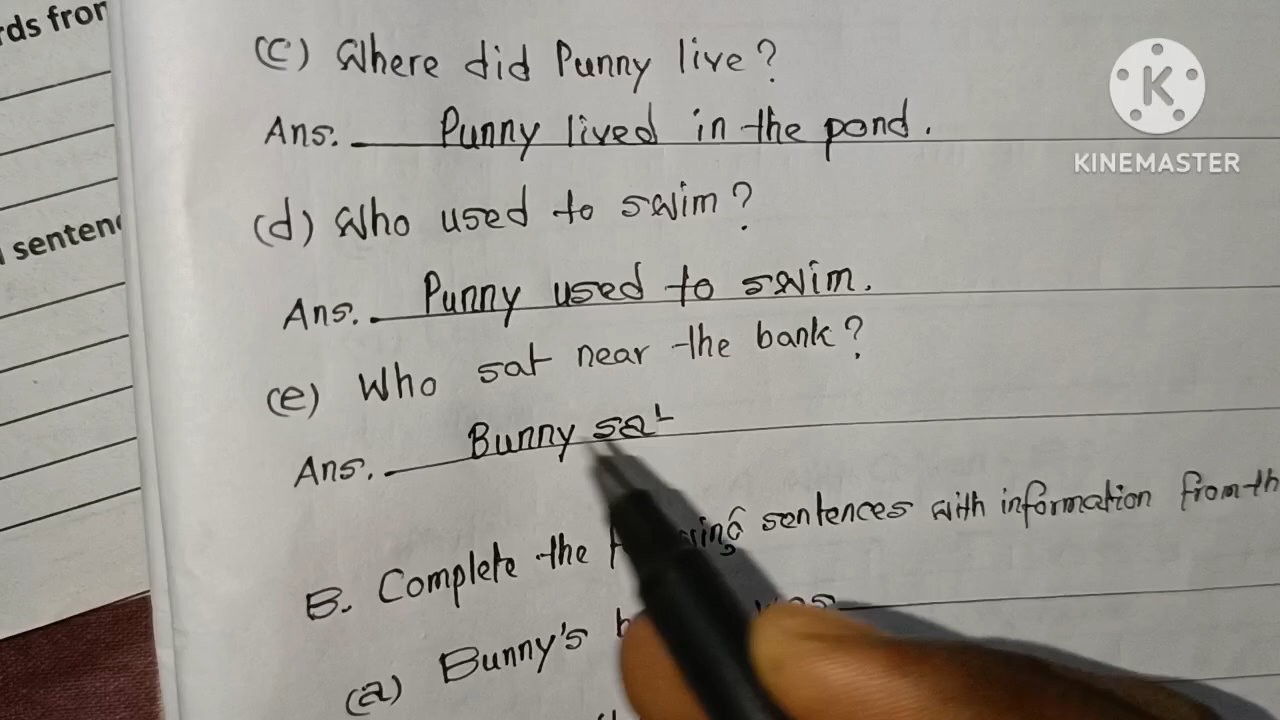 rds from
sentenc
(c) Where did Punny live?
Ans. Punny lived in the pond.
(d) Who used to swim?
Ans. Punny used to swim.
(e) Who sat near the bank?
Ans. Bunny sat
B. Complete the sentences with information from th
(a) Bunny's
K
KINEMASTER